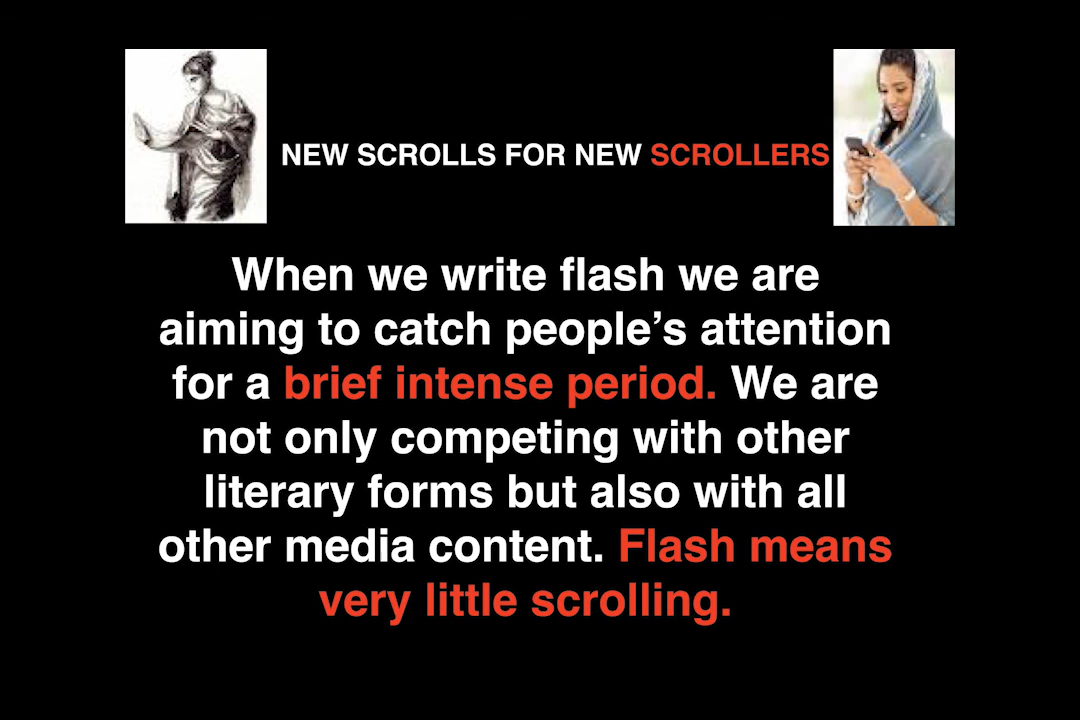 NEW SCROLLS FOR NEW SCROLLERS
When we write flash we are
aiming to catch people’s attention
for a brief intense period. We are
not only competing with other
literary forms but also with all
other media content. Flash means
very little scrolling.